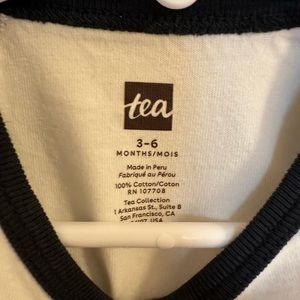 tea
3-6
MONTHS/MOIS
Made in Peru
Fabriqué au Pérou
100% Cotton/Coton
RN 107708
Tea Collection
1 Arkansas St., Suite B
San Francisco, CA
USA